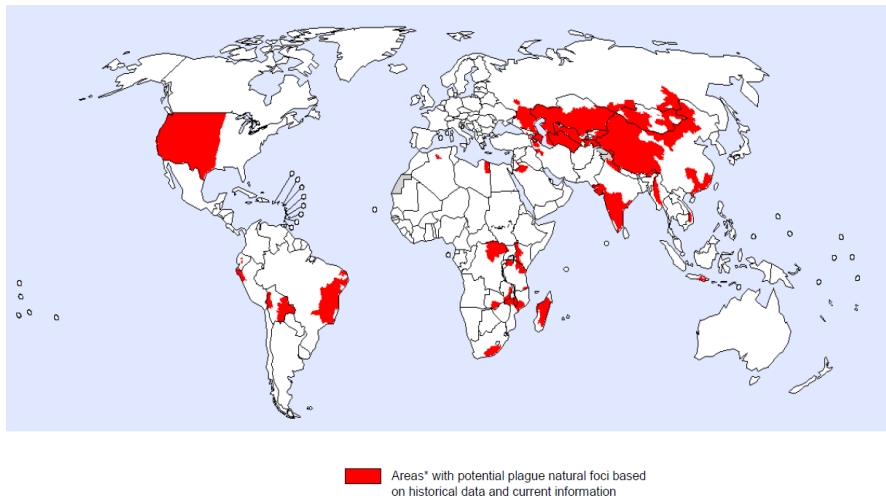 Areas* with potential plague natural foci based
on historical data and current information